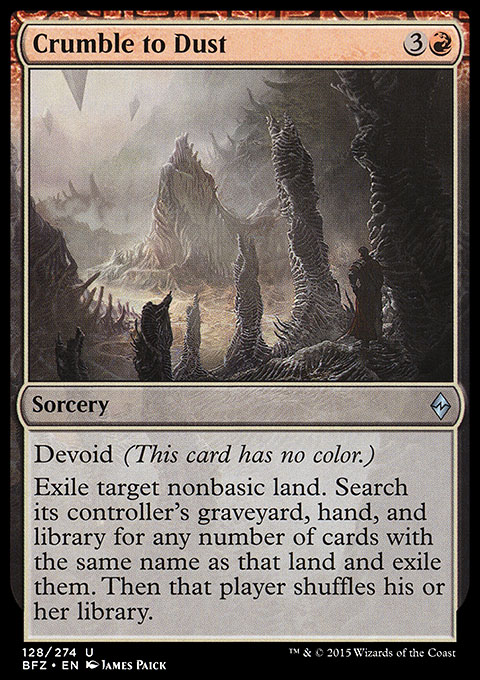 Crumble to Dust 3
Sorcery
Devoid (This card has no color.)
Exile target nonbasic land. Search
its controller's graveyard, hand, and
library for any number of cards with
the same name as that land and exile
them. Then that player shuffles his or
her library.
128/274 U
BFZ • EN James Paick
™ & © 2015 Wizards of the Coast